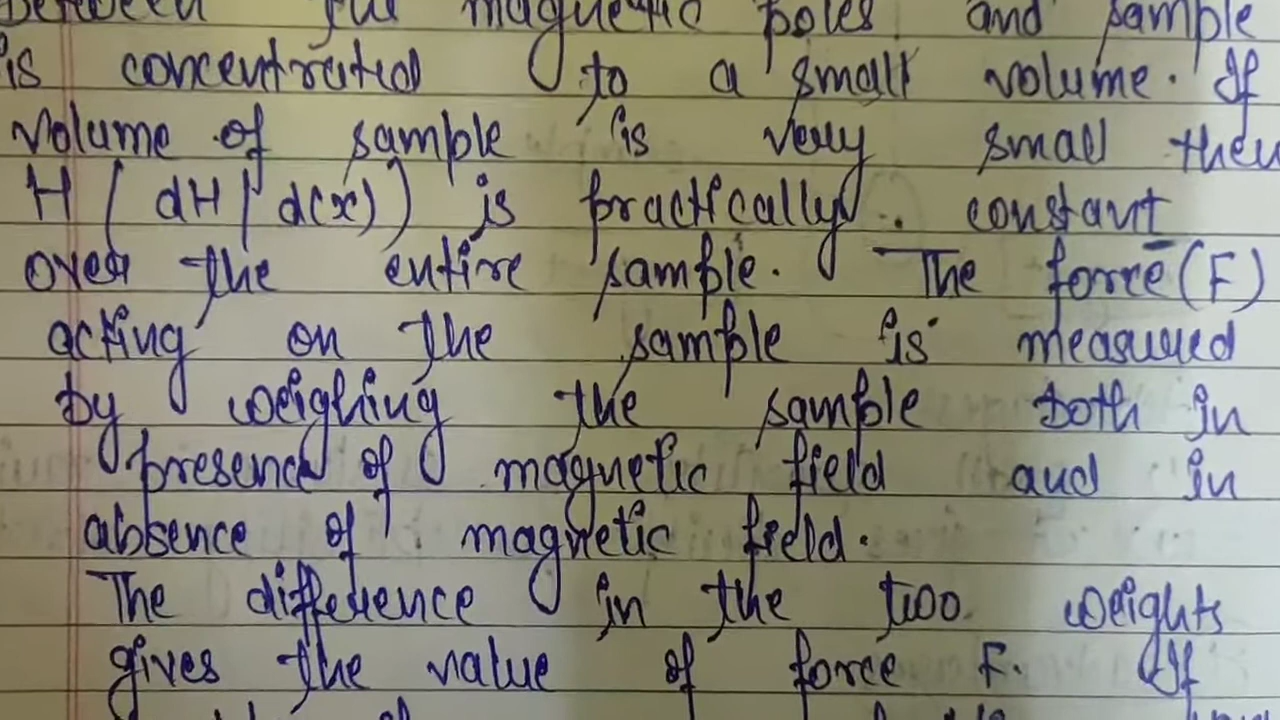 between the magnetic poles and sample
is concentrated to a small volume. If
volume of sample is very small then
H ( dH | d(x) ) is practically. constant
over the entire sample. The force (F)
acting on the sample is measured
by weighing the sample both in
presence of magnetic field and in
absence of magnetic field.
The difference in the two weights
gives the value of force F. If